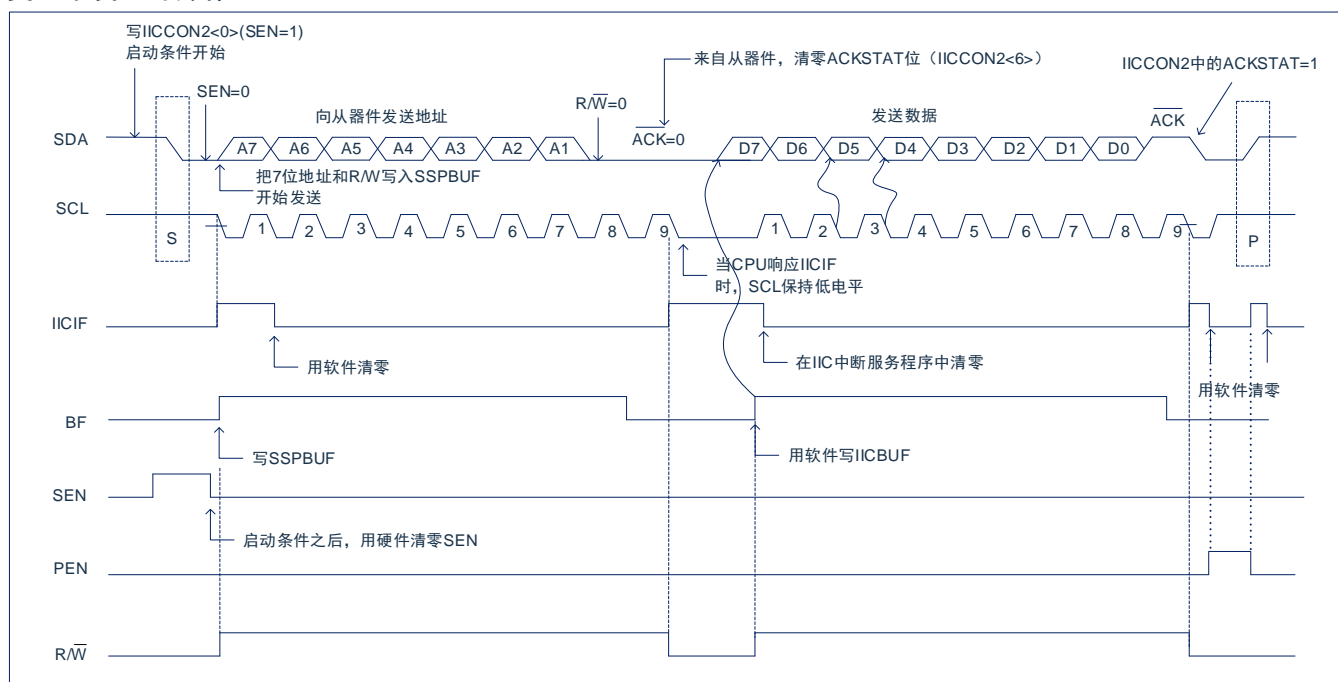 写IICCON2<0>(SEN=1)
启动条件开始
SEN=0
向从器件发送地址
R/W̅=0
来自从器件，清零ACKSTAT位（IICCON2<6>）
A̅C̅K̅=0
发送数据
IICCON2中的ACKSTAT=1
A̅C̅K̅
SDA
A7 A6 A5 A4 A3 A2 A1
D7 D6 D5 D4 D3 D2 D1 D0
把7位地址和R/W写入SSPBUF
开始发送
SCL
S
1 2 3 4 5 6 7 8 9
1 2 3 4 5 6 7 8 9
P
当CPU响应IICIF
时，SCL保持低电平
IICIF
用软件清零
在IIC中断服务程序中清零
用软件清零
BF
写SSPBUF
用软件写IICBUF
SEN
启动条件之后，用硬件清零SEN
PEN
R/W̅